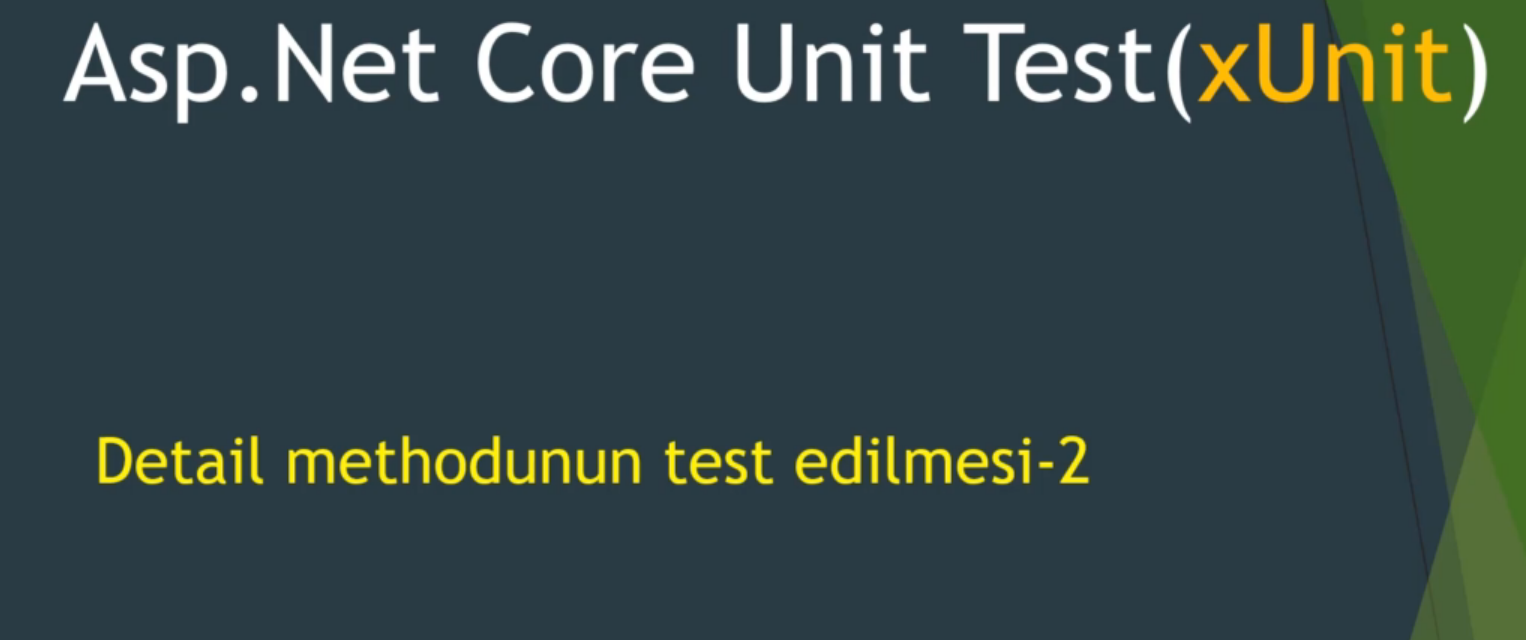 Asp.Net Core Unit Test(xUnit)
Detail methodunun test edilmesi-2